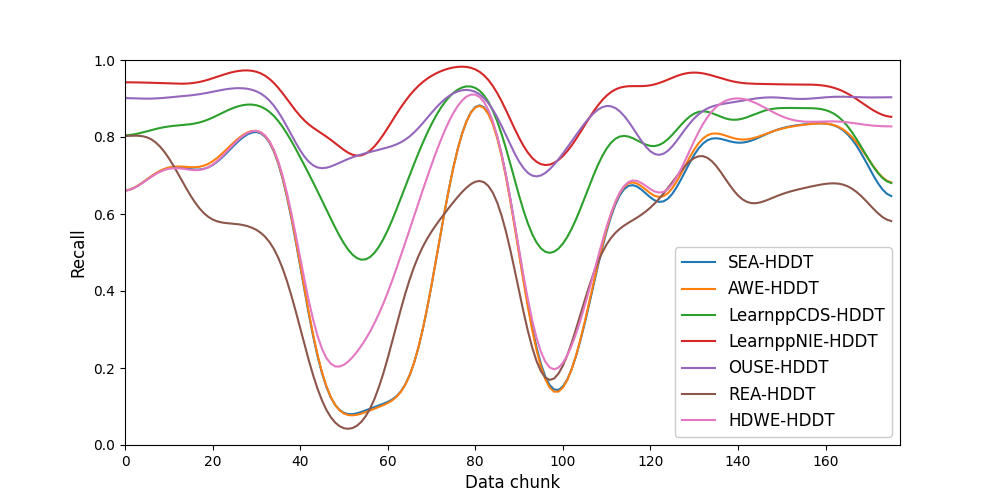 1.0
0.8
0.6
0.4
0.2
0.0
Recall
0 20 40 60 80 100 120 140 160
Data chunk
SEA-HDDT
AWE-HDDT
LearnppCDS-HDDT
LearnppNIE-HDDT
OUSE-HDDT
REA-HDDT
HDWE-HDDT